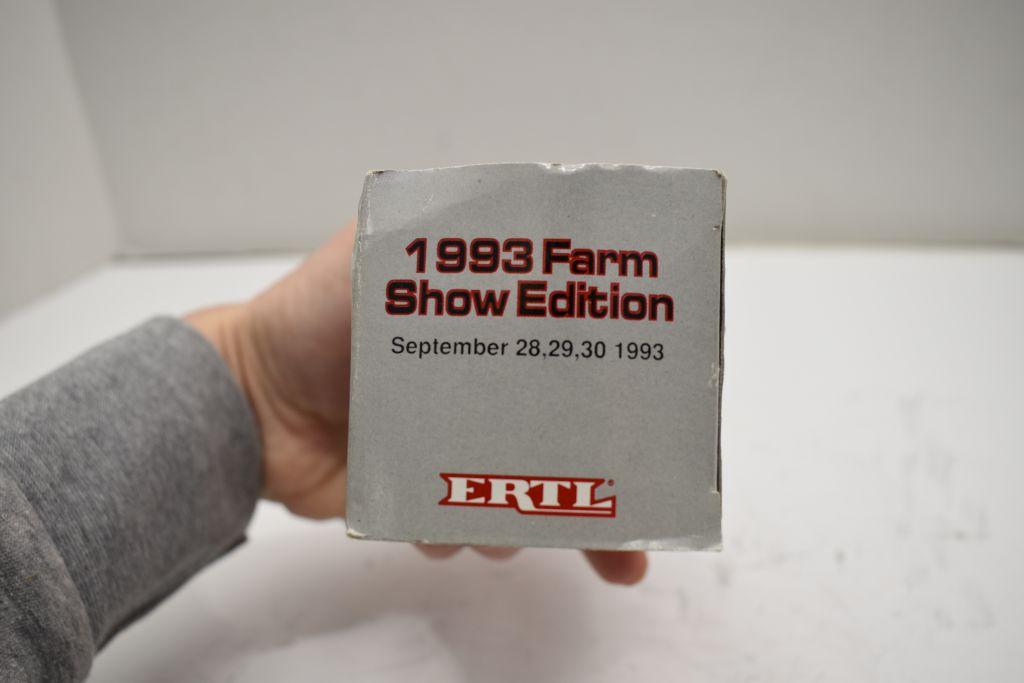 1993 Farm
Show Edition
September 28,29,30 1993
ERTL®